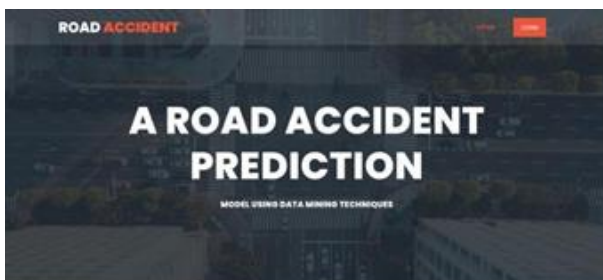 ROAD ACCIDENT
A ROAD ACCIDENT
PREDICTION
MODEL USING DATA MINING TECHNIQUES